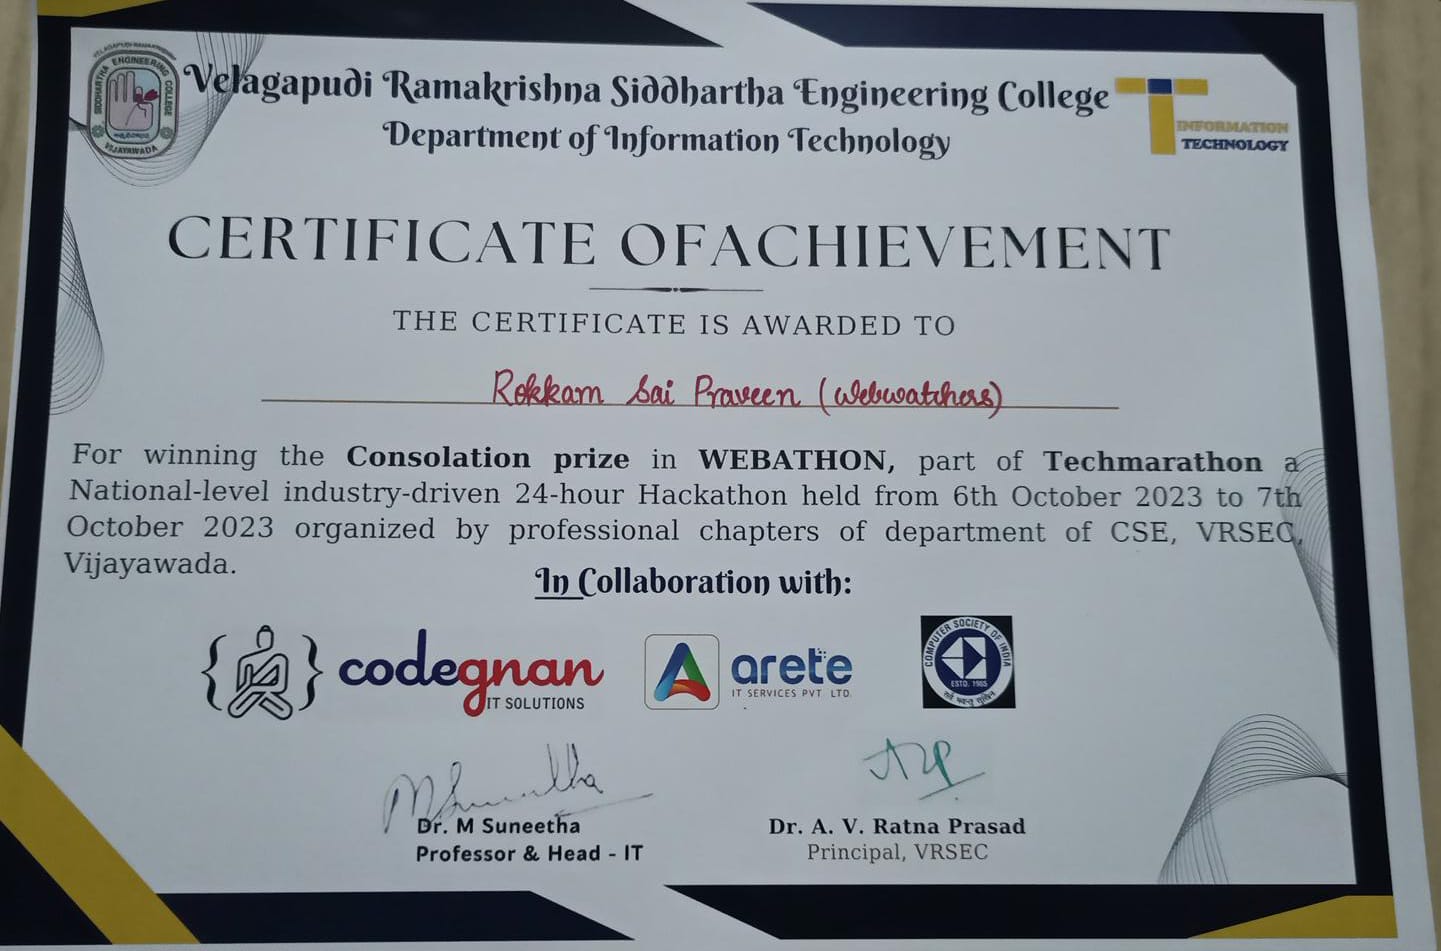 VELAGAPUDI RAMAKRISHNA
SIDDHARTHA ENGINEERING COLLEGE
VIJAYAWADA
Velagapudi Ramakrishna Siddhartha Engineering College
Department of Information Technology
INFORMATION
TECHNOLOGY
CERTIFICATE OFACHIEVEMENT
THE CERTIFICATE IS AWARDED TO
Rokkam Sai Praveen (Webwatchers)
For winning the Consolation prize in WEBATHON, part of Techmarathon a
National-level industry-driven 24-hour Hackathon held from 6th October 2023 to 7th
October 2023 organized by professional chapters of department of CSE, VRSEC,
Vijayawada.
In Collaboration with:
codegnan
IT SOLUTIONS
arete
IT SERVICES PVT. LTD.
COMPUTER SOCIETY OF INDIA
ESTD. 1965
Dr. M Suneetha
Professor & Head - IT
Dr. A. V. Ratna Prasad
Principal, VRSEC